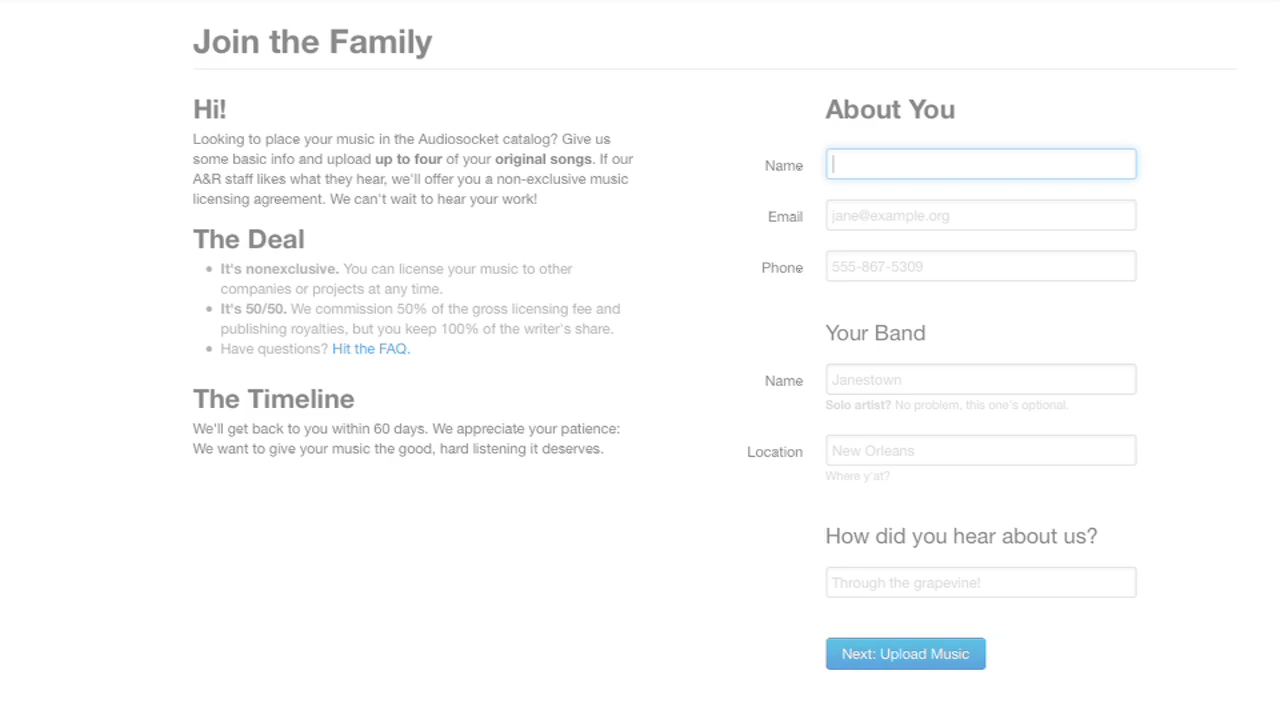 Join the Family
Hi!
Looking to place your music in the Audiosocket catalog? Give us
some basic info and upload up to four of your original songs. If our
A&R staff likes what they hear, we'll offer you a non-exclusive music
licensing agreement. We can't wait to hear your work!
The Deal
• It's nonexclusive. You can license your music to other
companies or projects at any time.
• It's 50/50. We commission 50% of the gross licensing fee and
publishing royalties, but you keep 100% of the writer's share.
• Have questions? Hit the FAQ.
The Timeline
We'll get back to you within 60 days. We appreciate your patience:
We want to give your music the good, hard listening it deserves.
About You
Name
Email jane@example.org
Phone 555-867-5309
Your Band
Name Janestown
Solo artist? No problem, this one's optional.
Location New Orleans
Where y'at?
How did you hear about us?
Through the grapevine!
Next: Upload Music